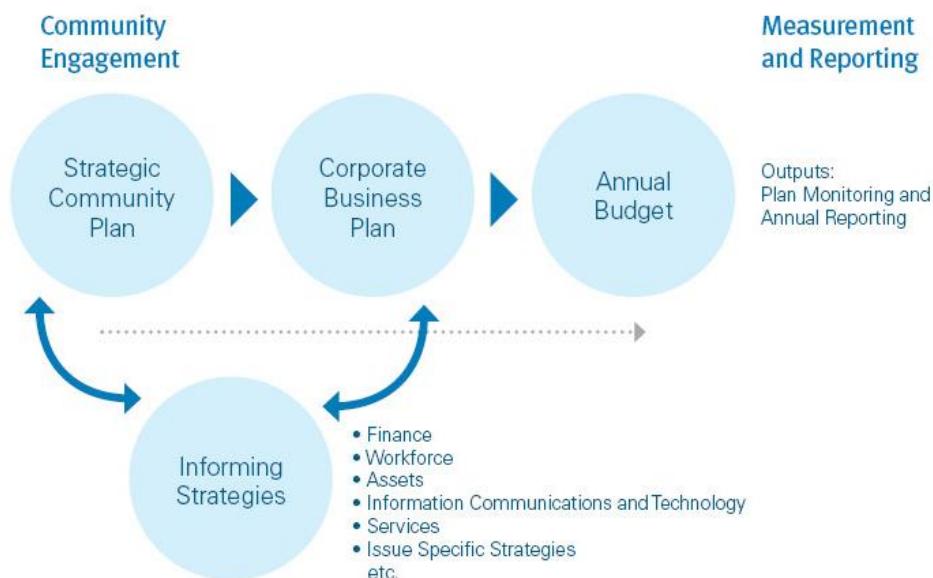 Community
Engagement
Measurement
and Reporting
Strategic
Community
Plan
Corporate
Business
Plan
Annual
Budget
Outputs:
Plan Monitoring and
Annual Reporting
Informing
Strategies
• Finance
• Workforce
• Assets
• Information Communications and Technology
• Services
• Issue Specific Strategies
etc.